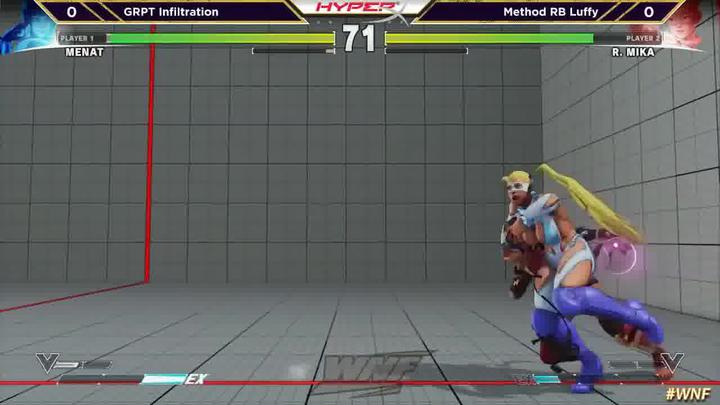 0 GRPT Infiltration HYPER Method RB Luffy 0
PLAYER 1 71 PLAYER 2
MENAT R. MIKA
V V
EX EX
WNF
#WNF